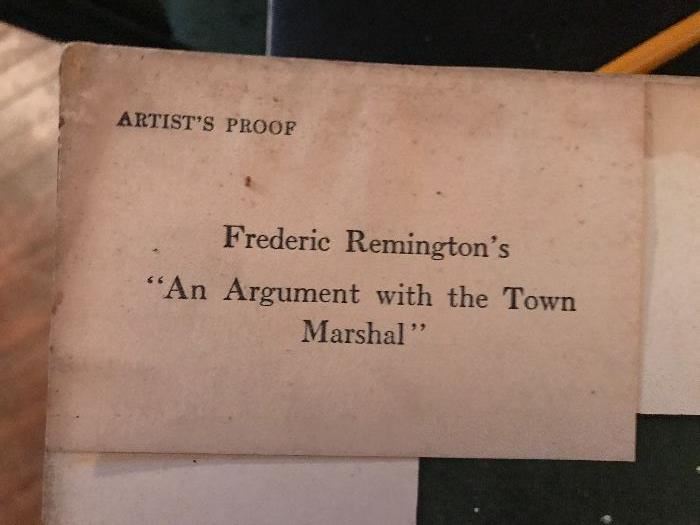 ARTIST'S PROOF
Frederic Remington's
“An Argument with the Town
Marshal”